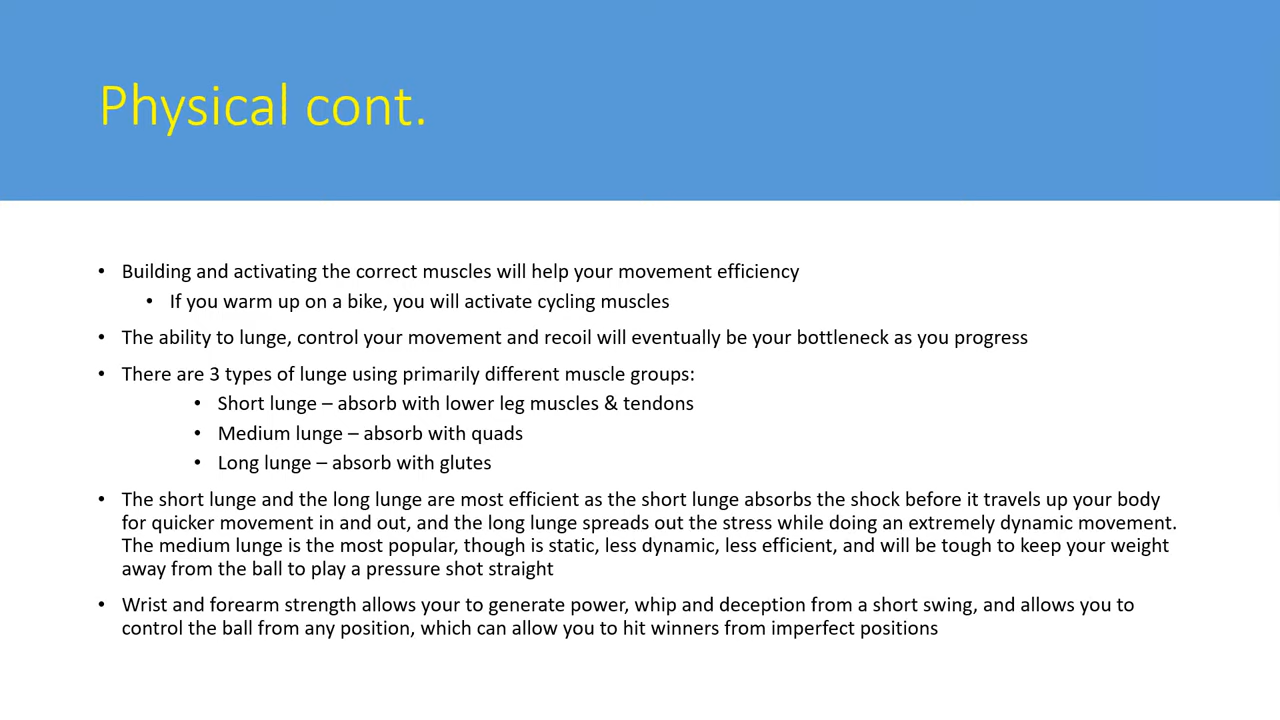 Physical cont.
• Building and activating the correct muscles will help your movement efficiency
• If you warm up on a bike, you will activate cycling muscles
• The ability to lunge, control your movement and recoil will eventually be your bottleneck as you progress
• There are 3 types of lunge using primarily different muscle groups:
• Short lunge – absorb with lower leg muscles & tendons
• Medium lunge – absorb with quads
• Long lunge – absorb with glutes
• The short lunge and the long lunge are most efficient as the short lunge absorbs the shock before it travels up your body
for quicker movement in and out, and the long lunge spreads out the stress while doing an extremely dynamic movement.
The medium lunge is the most popular, though is static, less dynamic, less efficient, and will be tough to keep your weight
away from the ball to play a pressure shot straight
• Wrist and forearm strength allows your to generate power, whip and deception from a short swing, and allows you to
control the ball from any position, which can allow you to hit winners from imperfect positions